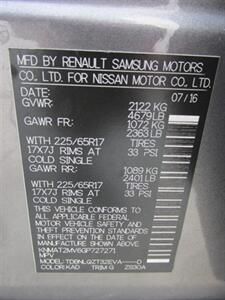 MFD BY RENAULT SAMSUNG MOTORS
CO. LTD. FOR NISSAN MOTOR CO., LTD.
DATE: 07/16
GVWR: 2122 KG
4679 LB
GAWR FR: 1072 KG
2363 LB
WITH 225/65R17 TIRES
17X7J RIMS AT 33 PSI
COLD SINGLE
GAWR RR: 1089 KG
2401 LB
WITH 225/65R17 TIRES
17X7J RIMS AT 33 PSI
COLD SINGLE
THIS VEHICLE CONFORMS TO
ALL APPLICABLE FEDERAL
MOTOR VEHICLE SAFETY
STANDARDS IN EFFECT ON
THE DATE OF MANUFACTURE
SHOWN ABOVE.
KNMAT2MV6GP727271
MPV
MODEL:
COLOR:KAD TRIM:G